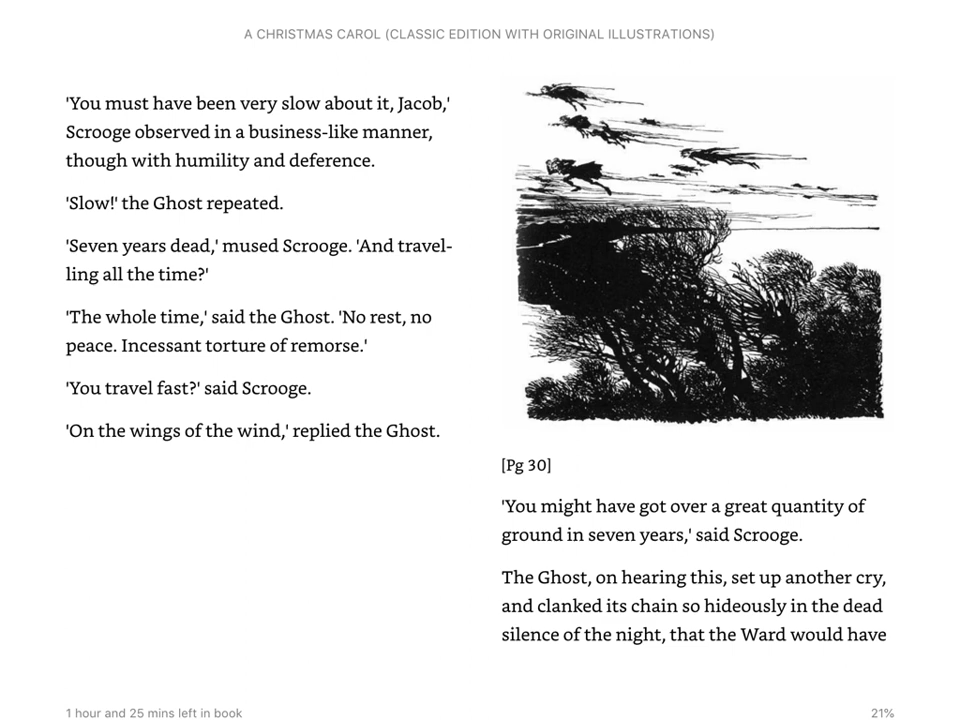 A CHRISTMAS CAROL (CLASSIC EDITION WITH ORIGINAL ILLUSTRATIONS)
'You must have been very slow about it, Jacob,'
Scrooge observed in a business-like manner,
though with humility and deference.
'Slow!' the Ghost repeated.
'Seven years dead,' mused Scrooge. 'And travel-
ling all the time?'
'The whole time,' said the Ghost. 'No rest, no
peace. Incessant torture of remorse.'
'You travel fast?' said Scrooge.
'On the wings of the wind,' replied the Ghost.
[Pg 30]
'You might have got over a great quantity of
ground in seven years,' said Scrooge.
The Ghost, on hearing this, set up another cry,
and clanked its chain so hideously in the dead
silence of the night, that the Ward would have
1 hour and 25 mins left in book
21%